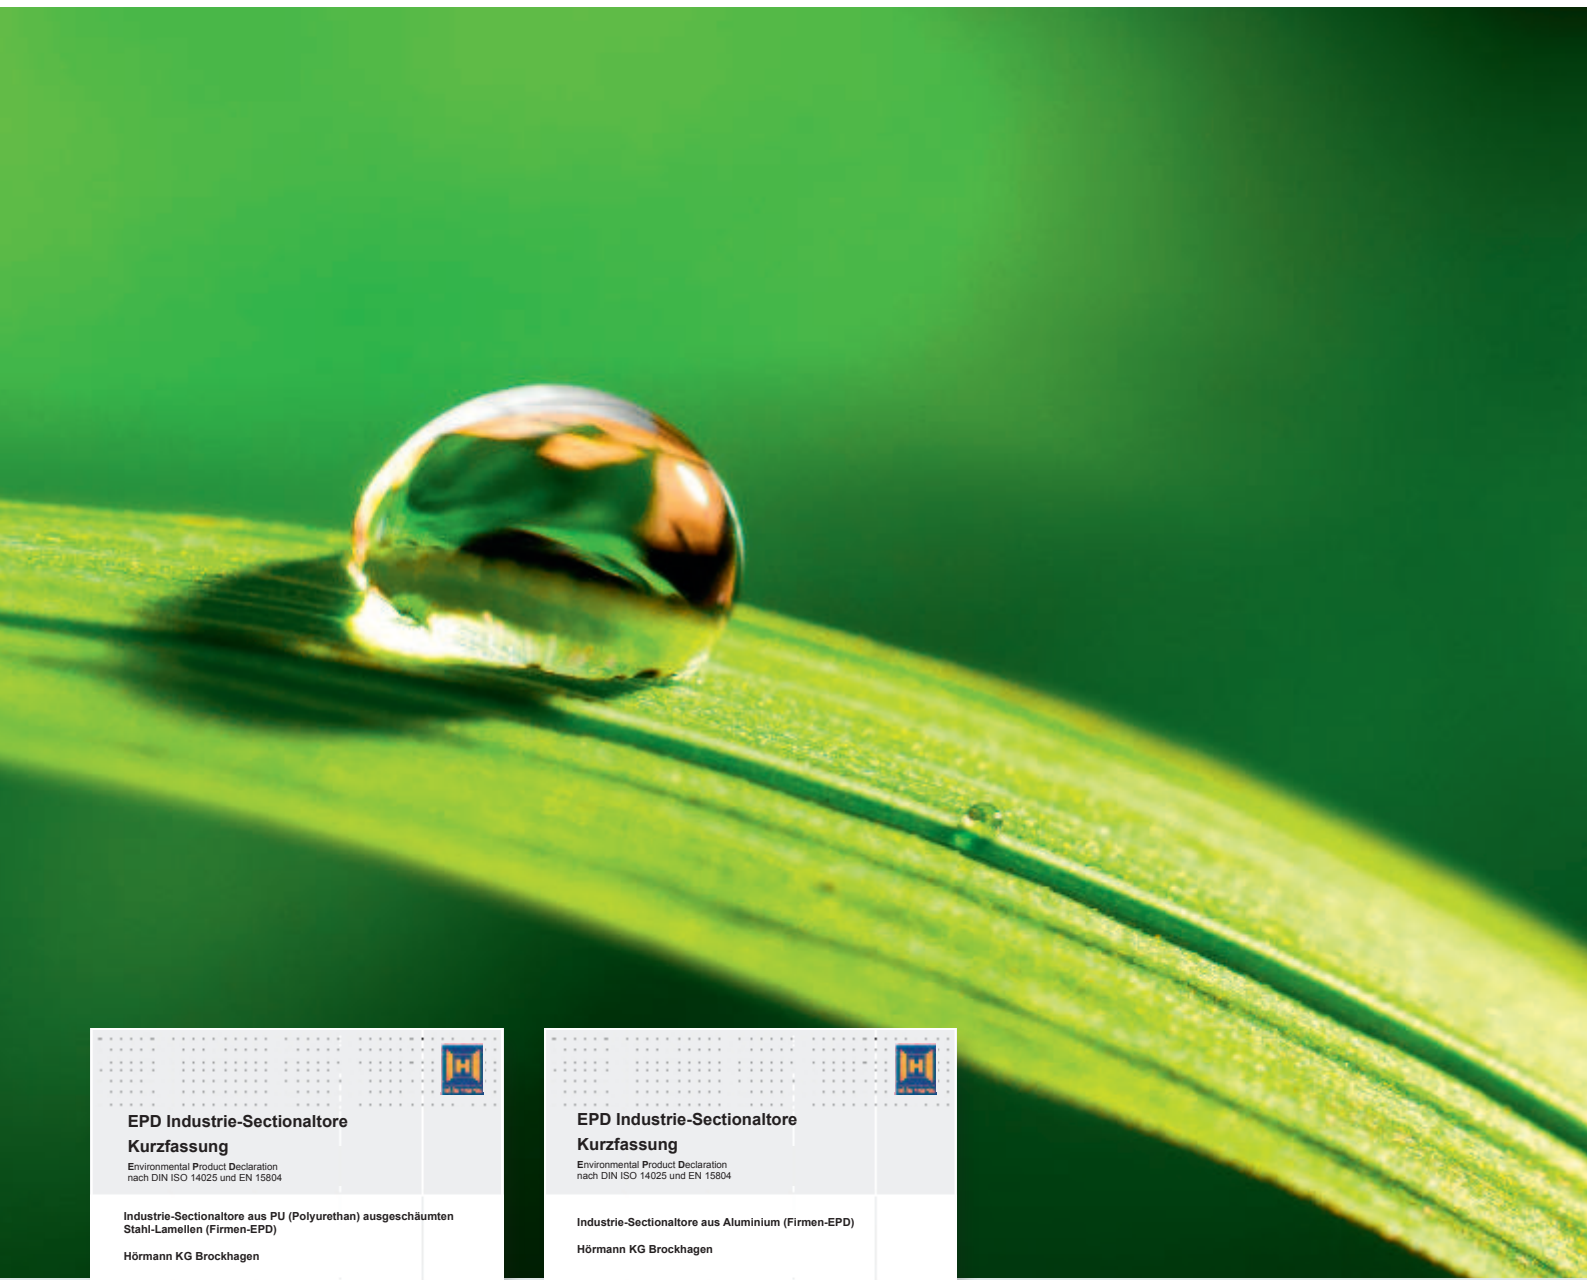 EPD Industrie-Sectionaltore
Kurzfassung
Environmental Product Declaration
nach DIN ISO 14025 und EN 15804
Industrie-Sectionaltore aus PU (Polyurethan) ausgeschäumten
Stahl-Lamellen (Firmen-EPD)
Hörmann KG Brockhagen
H
EPD Industrie-Sectionaltore
Kurzfassung
Environmental Product Declaration
nach DIN ISO 14025 und EN 15804
Industrie-Sectionaltore aus Aluminium (Firmen-EPD)
Hörmann KG Brockhagen
H